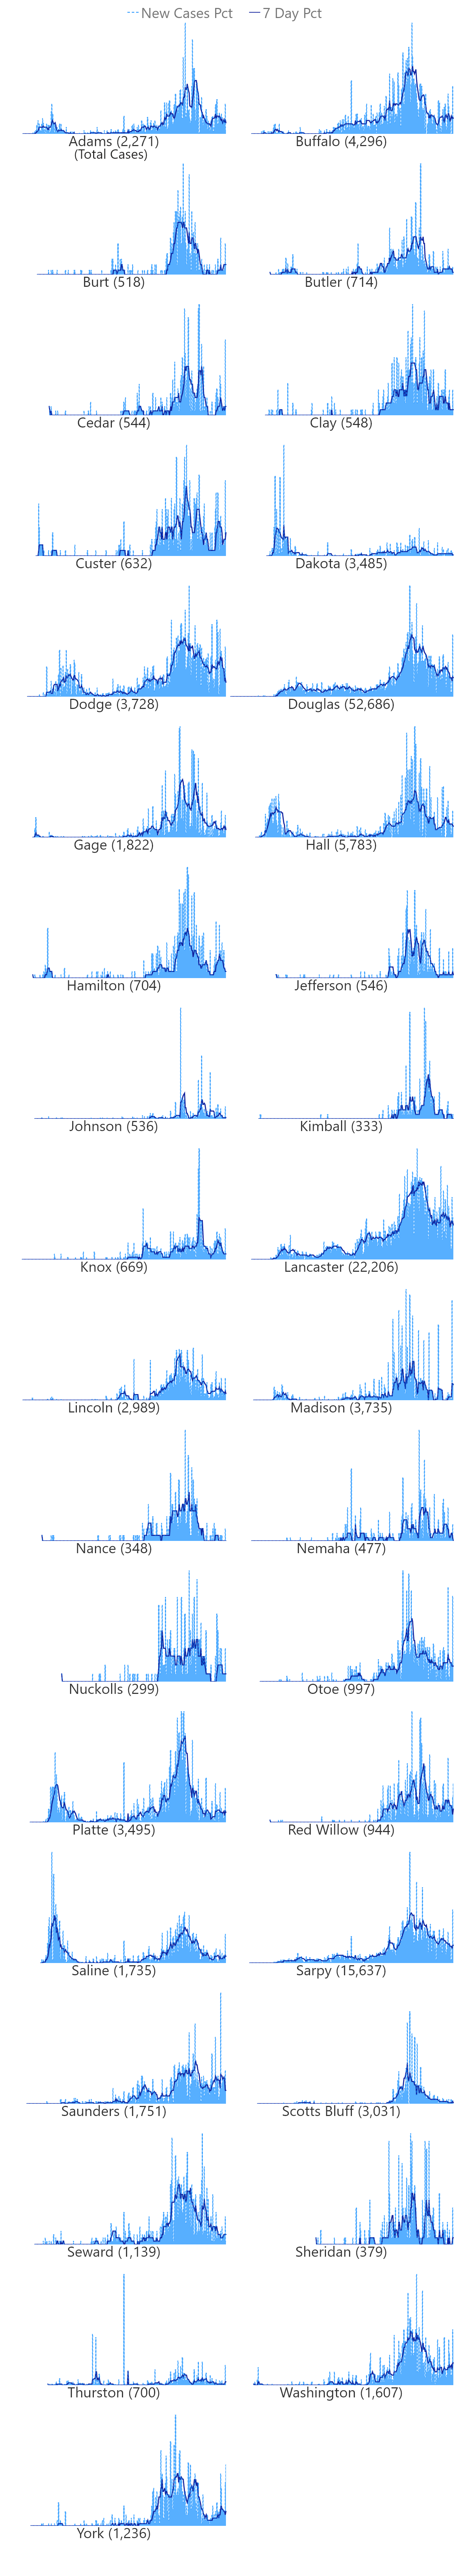 New Cases Pct 7 Day Pct
Adams (2,271)
(Total Cases)
Buffalo (4,296)
Burt (518)
Butler (714)
Cedar (544)
Clay (548)
Custer (632)
Dakota (3,485)
Dodge (3,728)
Douglas (52,686)
Gage (1,822)
Hall (5,783)
Hamilton (704)
Jefferson (546)
Johnson (536)
Kimball (333)
Knox (669)
Lancaster (22,206)
Lincoln (2,989)
Madison (3,735)
Nance (348)
Nemaha (477)
Nuckolls (299)
Otoe (997)
Platte (3,495)
Red Willow (944)
Saline (1,735)
Sarpy (15,637)
Saunders (1,751)
Scotts Bluff (3,031)
Seward (1,139)
Sheridan (379)
Thurston (700)
Washington (1,607)
York (1,236)